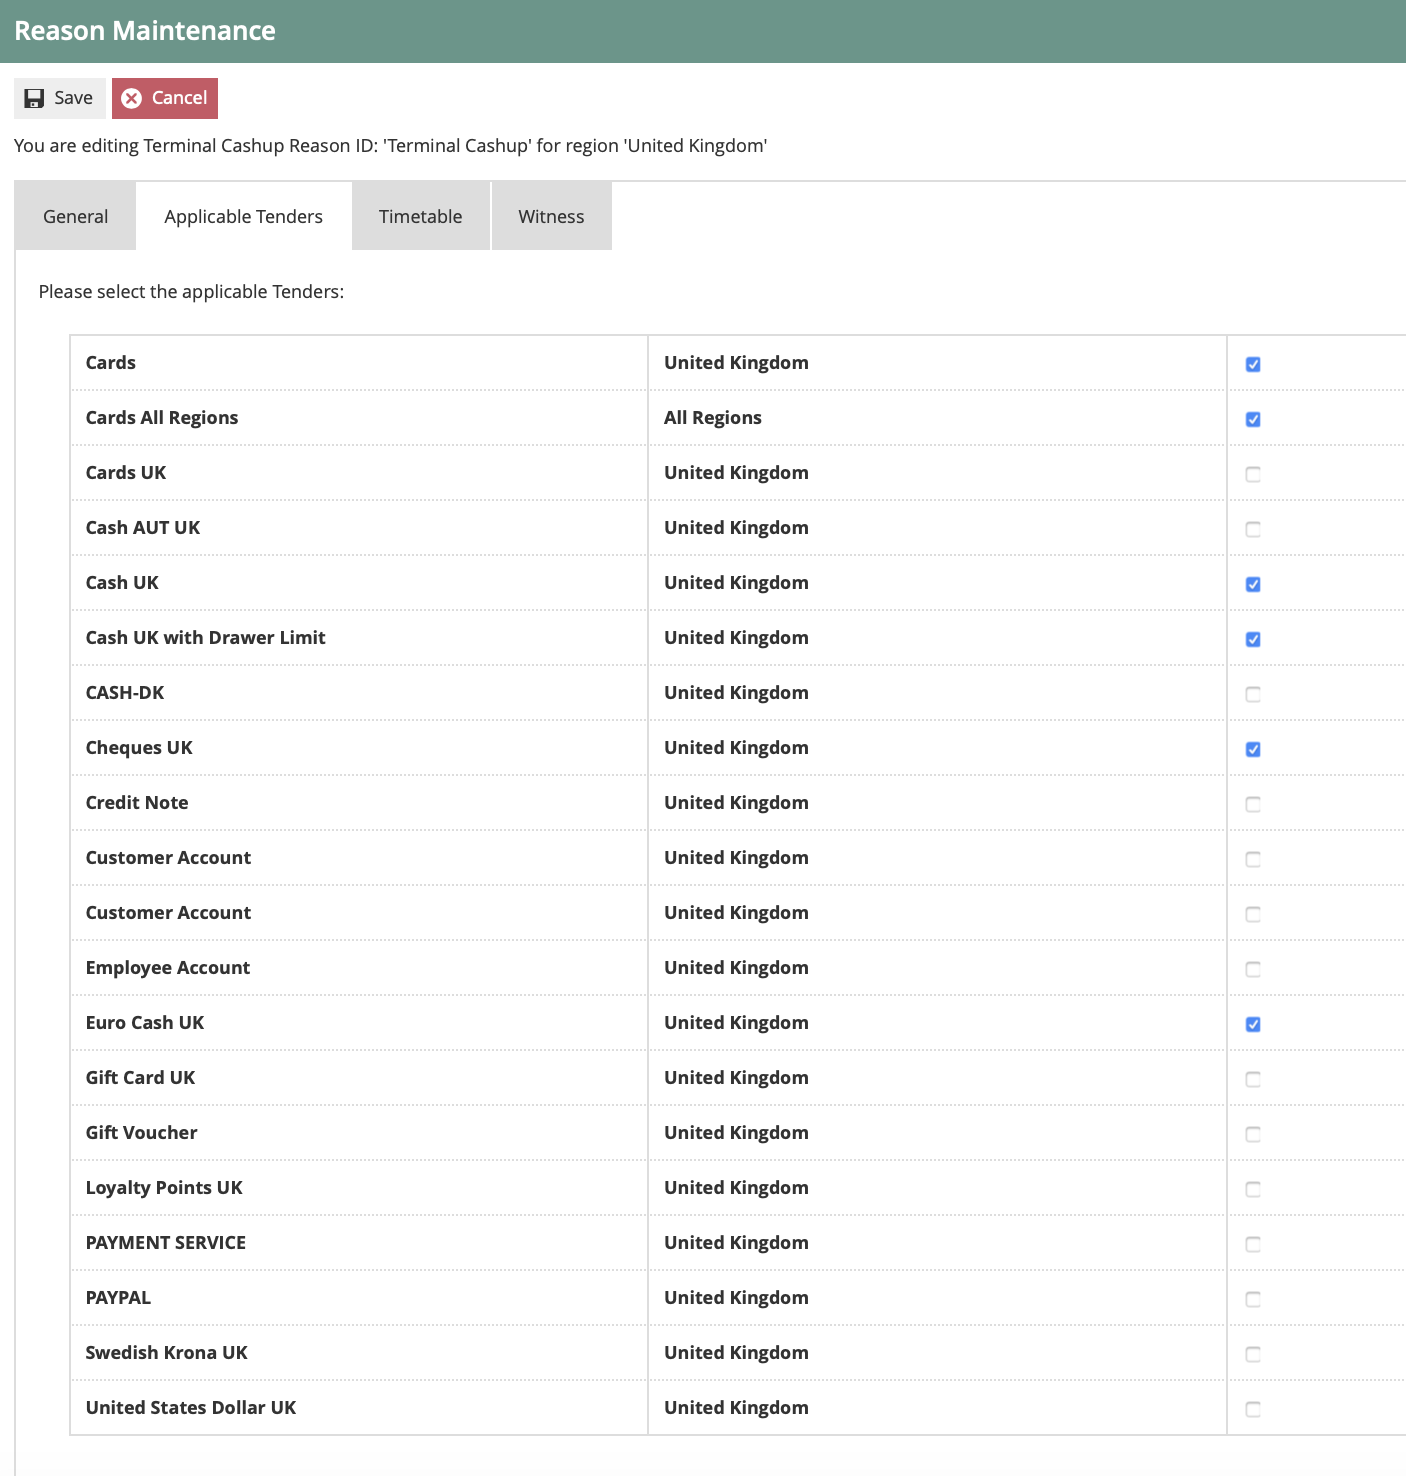 Reason Maintenance
Save Cancel
You are editing Terminal Cashup Reason ID: 'Terminal Cashup' for region 'United Kingdom'
General Applicable Tenders Timetable Witness
Please select the applicable Tenders:
Cards United Kingdom
Cards All Regions All Regions
Cards UK United Kingdom
Cash AUT UK United Kingdom
Cash UK United Kingdom
Cash UK with Drawer Limit United Kingdom
CASH-DK United Kingdom
Cheques UK United Kingdom
Credit Note United Kingdom
Customer Account United Kingdom
Customer Account United Kingdom
Employee Account United Kingdom
Euro Cash UK United Kingdom
Gift Card UK United Kingdom
Gift Voucher United Kingdom
Loyalty Points UK United Kingdom
PAYMENT SERVICE United Kingdom
PAYPAL United Kingdom
Swedish Krona UK United Kingdom
United States Dollar UK United Kingdom